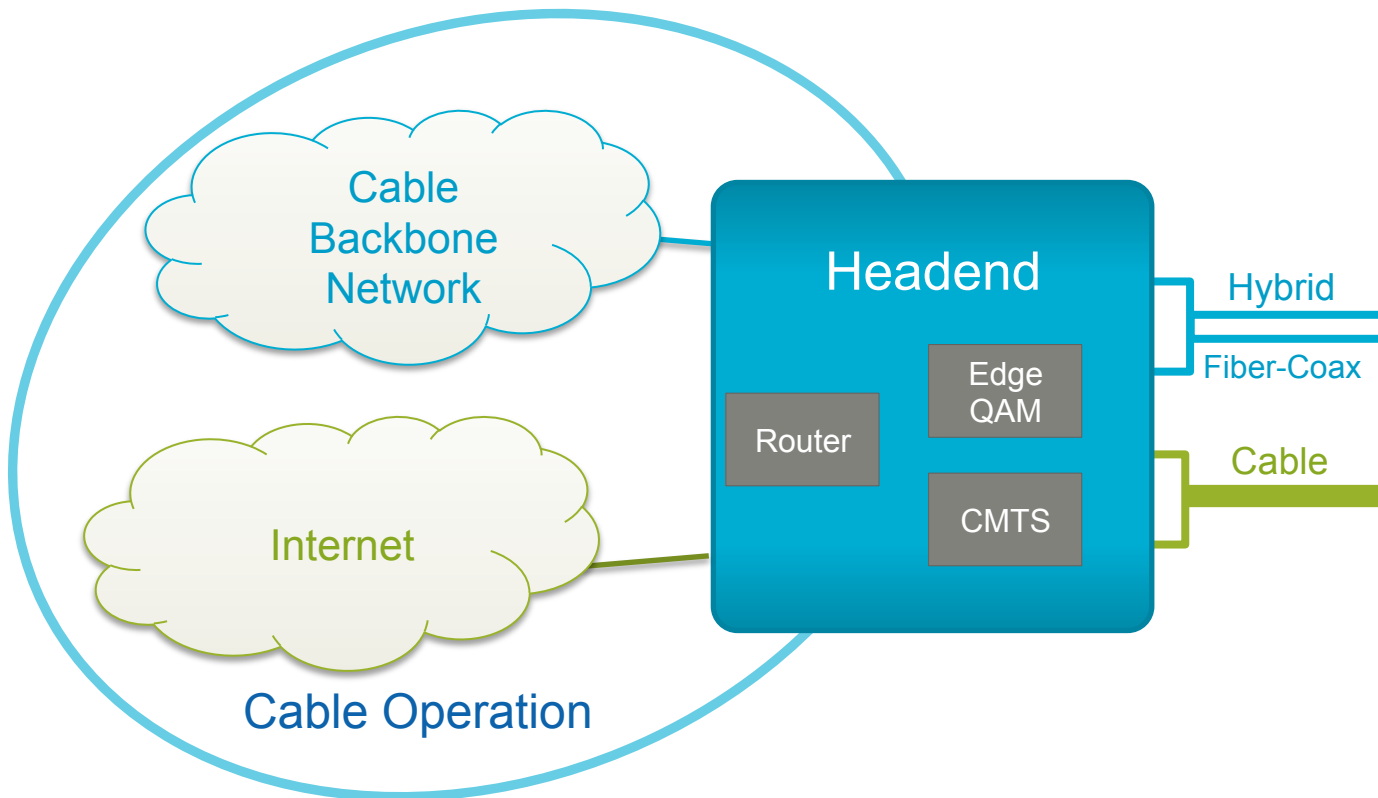 Cable
Backbone
Network
Internet
Cable Operation
Headend
Router
Edge
QAM
CMTS
Hybrid
Fiber-Coax
Cable